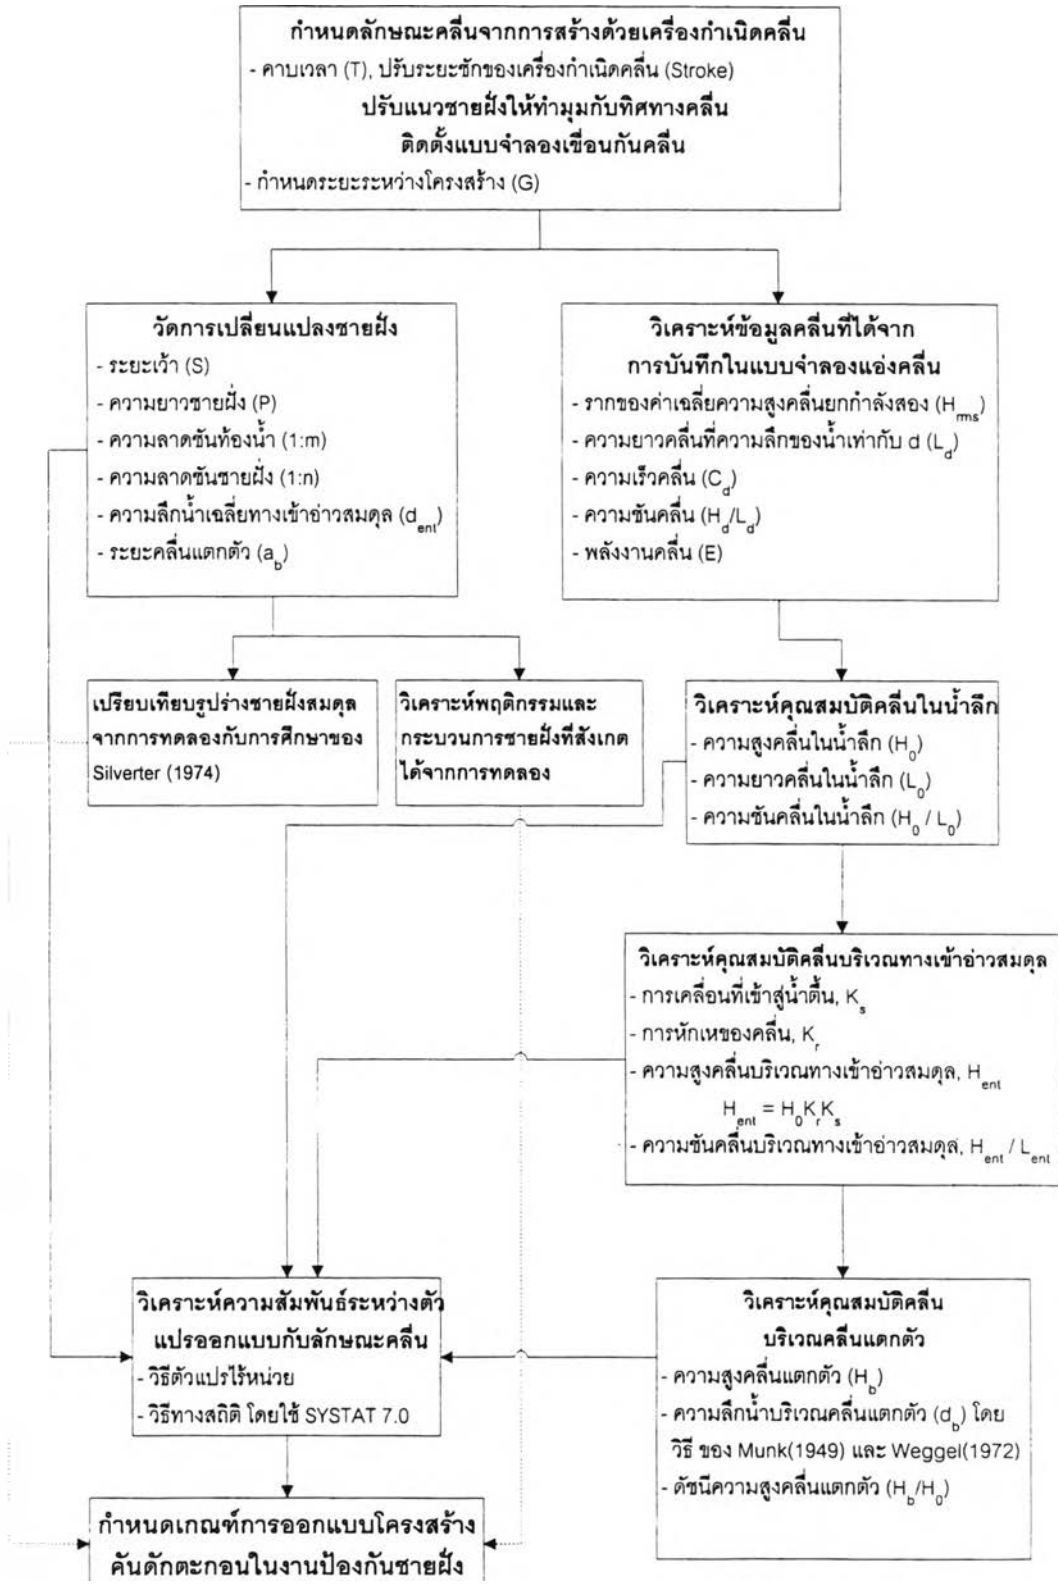 กำหนดลักษณะคลื่นจากการสร้างด้วยเครื่องกำเนิดคลื่น
- คาบเวลา (T), ปรับระยะชักของเครื่องกำเนิดคลื่น (Stroke)
ปรับแนวชายฝั่งให้ทำมุมกับทิศทางคลื่น
ติดตั้งแบบจำลองเขื่อนกันคลื่น
- กำหนดระยะระหว่างโครงสร้าง (G)
วัดการเปลี่ยนแปลงชายฝั่ง
- ระยะเว้า (S)
- ความยาวชายฝั่ง (P)
- ความลาดชันท้องน้ำ (1:m)
- ความลาดชันชายฝั่ง (1:n)
- ความลึกน้ำเฉลี่ยทางเข้าอ่าวสมดุล (d_ent)
- ระยะคลื่นแตกตัว (a_b)
วิเคราะห์ข้อมูลคลื่นที่ได้จาก
การบันทึกในแบบจำลองแอ่งคลื่น
- รากของค่าเฉลี่ยความสูงคลื่นยกกำลังสอง (H_rms)
- ความยาวคลื่นที่ความลึกของน้ำเท่ากับ d (L_d)
- ความเร็วคลื่น (C_d)
- ความชันคลื่น (H_d/L_d)
- พลังงานคลื่น (E)
เปรียบเทียบรูปร่างชายฝั่งสมดุล
จากการทดลองกับการศึกษาของ
Silverter (1974)
วิเคราะห์พฤติกรรมและ
กระบวนการชายฝั่งที่สังเกต
ได้จากการทดลอง
วิเคราะห์คุณสมบัติคลื่นในน้ำลึก
- ความสูงคลื่นในน้ำลึก (H_0)
- ความยาวคลื่นในน้ำลึก (L_0)
- ความชันคลื่นในน้ำลึก (H_0 / L_0)
วิเคราะห์คุณสมบัติคลื่นบริเวณทางเข้าอ่าวสมดุล
- การเคลื่อนที่เข้าสู่น้ำตื้น, K_s
- การหักเหของคลื่น, K_r
- ความสูงคลื่นบริเวณทางเข้าอ่าวสมดุล, H_ent
H_ent = H_0 K_r K_s
- ความชันคลื่นบริเวณทางเข้าอ่าวสมดุล, H_ent / L_ent
วิเคราะห์ความสัมพันธ์ระหว่างตัว
แปรออกแบบกับลักษณะคลื่น
- วิธีตัวแปรไร้หน่วย
- วิธีทางสถิติ โดยใช้ SYSTAT 7.0
วิเคราะห์คุณสมบัติคลื่น
บริเวณคลื่นแตกตัว
- ความสูงคลื่นแตกตัว (H_b)
- ความลึกน้ำบริเวณคลื่นแตกตัว (d_b) โดย
วิธี ของ Munk(1949) และ Weggel(1972)
- ดัชนีความสูงคลื่นแตกตัว (H_b/H_0)
กำหนดเกณฑ์การออกแบบโครงสร้าง
คันดักตะกอนในงานป้องกันชายฝั่ง